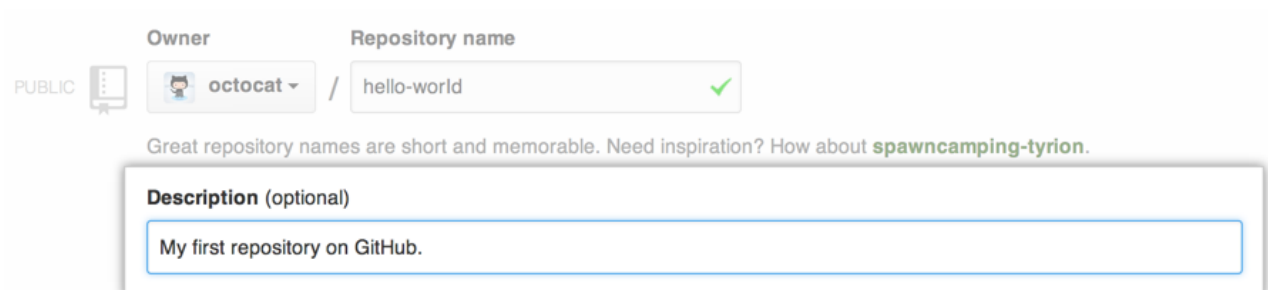 Owner Repository name
PUBLIC octocat / hello-world
Great repository names are short and memorable. Need inspiration? How about spawncamping-tyrion.
Description (optional)
My first repository on GitHub.